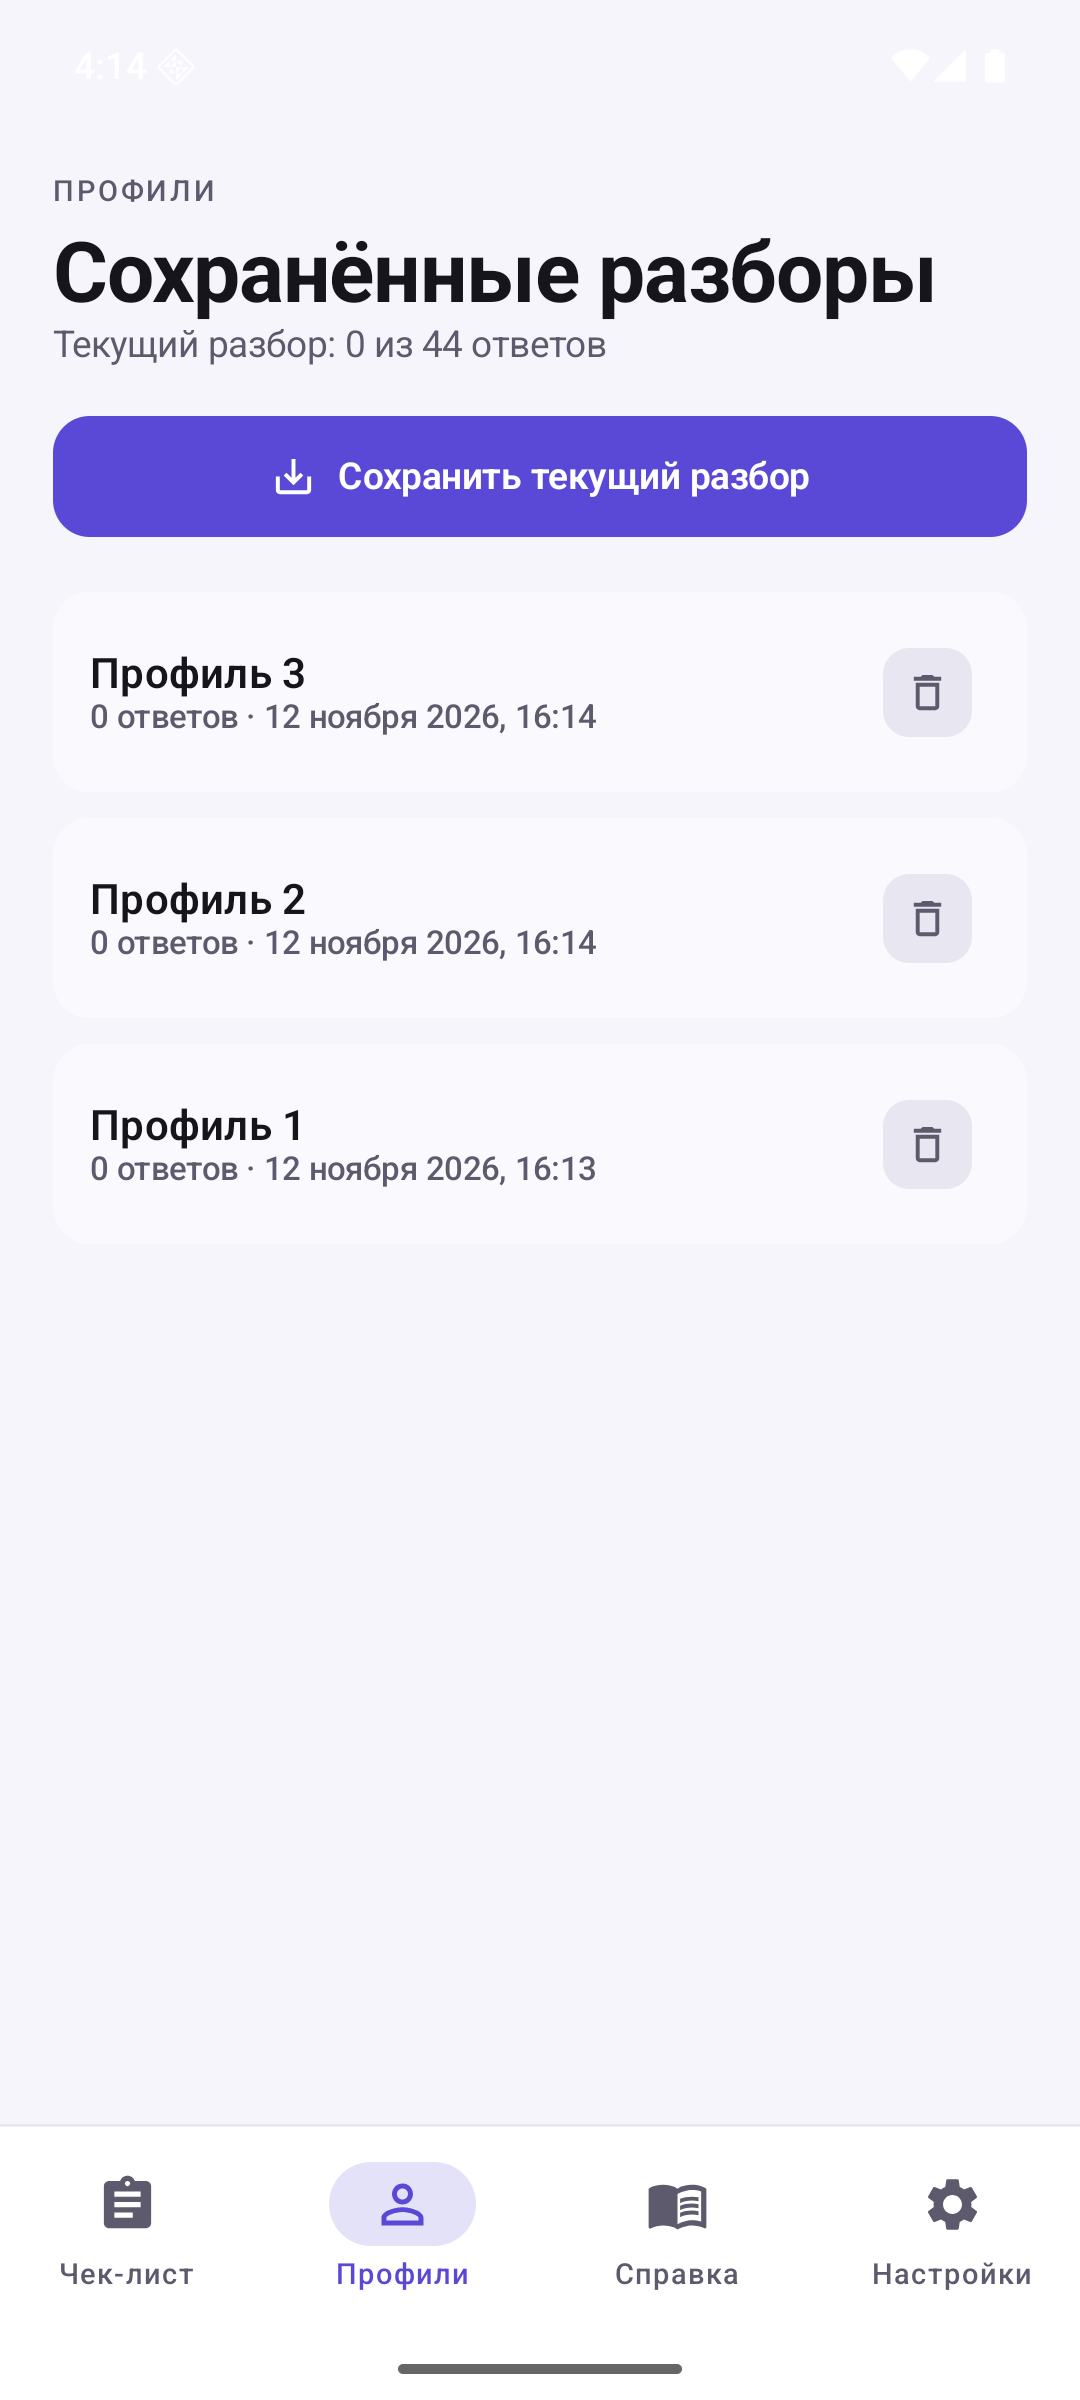 4:14
ПРОФИЛИ
Сохранённые разборы
Текущий разбор: 0 из 44 ответов
Сохранить текущий разбор
Профиль 3
0 ответов · 12 ноября 2026, 16:14
Профиль 2
0 ответов · 12 ноября 2026, 16:14
Профиль 1
0 ответов · 12 ноября 2026, 16:13
Чек-лист
Профили
Справка
Настройки